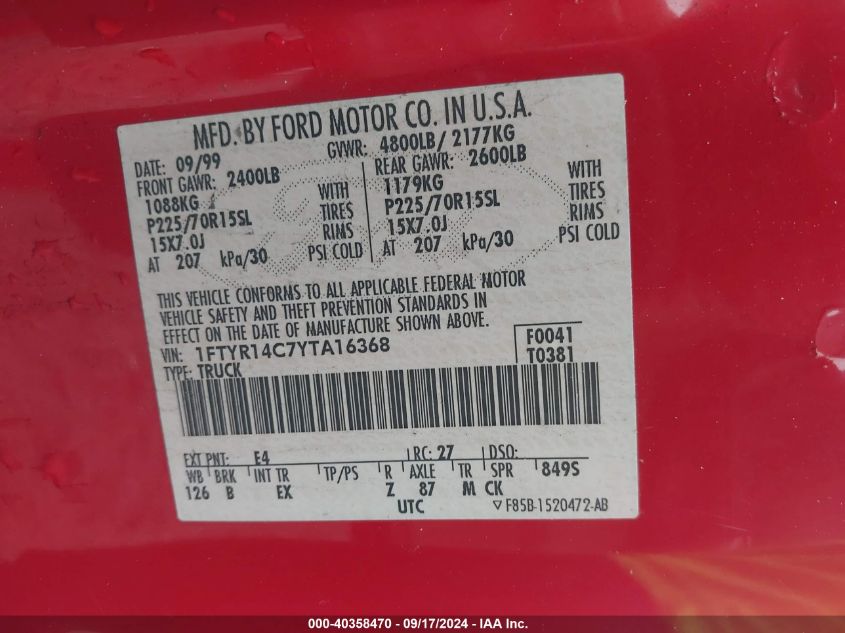 MFD. BY FORD MOTOR CO. IN U.S.A.
DATE: 09/99 GVWR: 4800LB/ 2177KG
FRONT GAWR: 2400LB REAR GAWR: 2600LB
1088KG WITH 1179KG WITH
P225/70R15SL TIRES P225/70R15SL TIRES
15X7.0J RIMS 15X7.0J RIMS
AT 207 kPa/30 PSI COLD AT 207 kPa/30 PSI COLD
THIS VEHICLE CONFORMS TO ALL APPLICABLE FEDERAL MOTOR
VEHICLE SAFETY AND THEFT PREVENTION STANDARDS IN
EFFECT ON THE DATE OF MANUFACTURE SHOWN ABOVE.
VIN: 1FTYR14C7YTA16368 F0041
TYPE: TRUCK T0381
EXT PNT: E4 RC: 27 DSO:
WB BRK INT TR TP/PS R AXLE TR SPR 849S
126 B EX Z 87 M CK
UTC ▽ F85B-1520472-AB
000-40358470 - 09/17/2024 - IAA Inc.